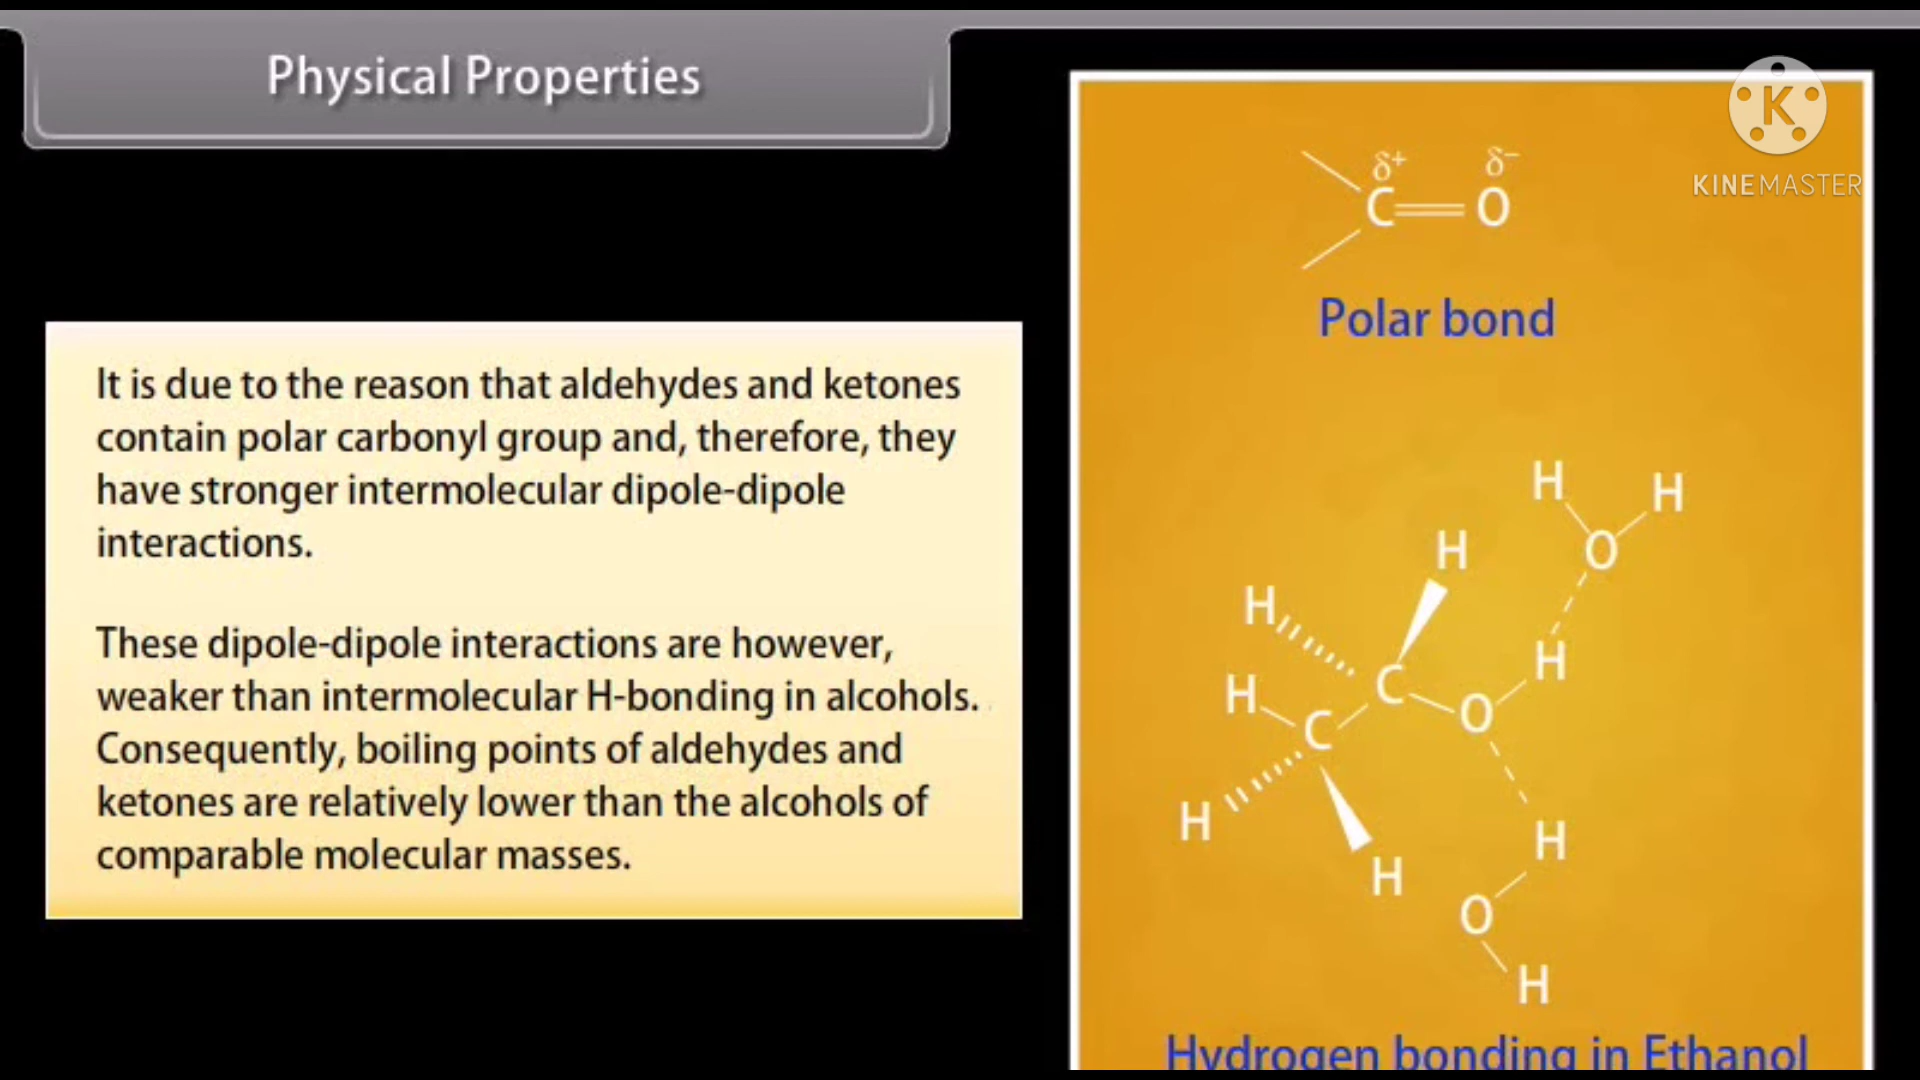 Physical Properties
K
KINEMASTER
δ+ δ−
C O
Polar bond
It is due to the reason that aldehydes and ketones
contain polar carbonyl group and, therefore, they
have stronger intermolecular dipole-dipole
interactions.
These dipole-dipole interactions are however,
weaker than intermolecular H-bonding in alcohols.
Consequently, boiling points of aldehydes and
ketones are relatively lower than the alcohols of
comparable molecular masses.
H H
H O
H
H
H C O
C
H H
H
O
H
Hydrogen bonding in Ethanol